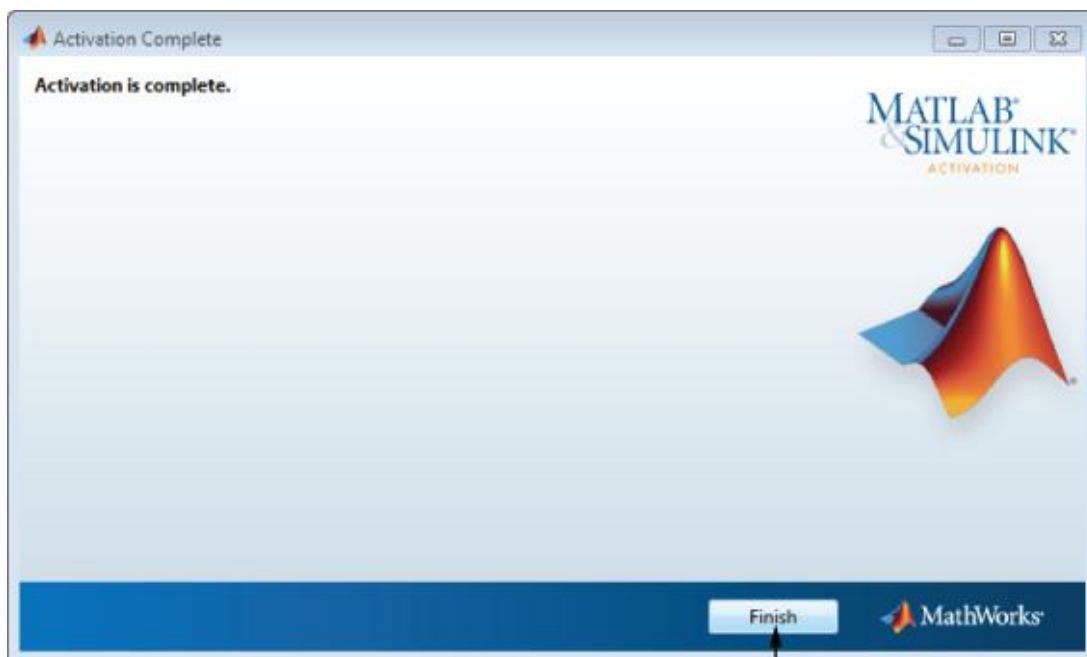 Activation Complete
Activation is complete.
MATLAB®
&SIMULINK®
ACTIVATION
®
Finish
MathWorks®